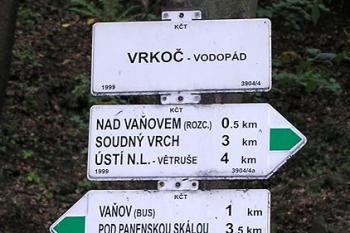 KČT
VRKOČ - VODOPÁD
1999 3904/4
KČT
NAD VAŇOVEM (ROZC.) 0.5 km
SOUDNÝ VRCH 3 km
ÚSTÍ N.L. - VĚTRUŠE 4 km
1999 3904/4a
KČT
VAŇOV (BUS) 1 km
POD PANENSKOU SKÁLOU 3.5 km